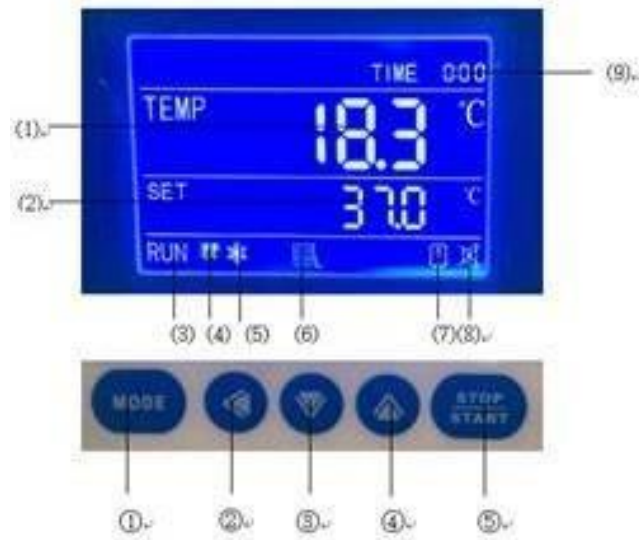 TIME 000
(9)
TEMP 18.3 ℃
(1)
SET 37.0 ℃
(2)
RUN
(3) (4) (5) (6) (7)(8)
MODE
STOP
START
① ② ③ ④ ⑤